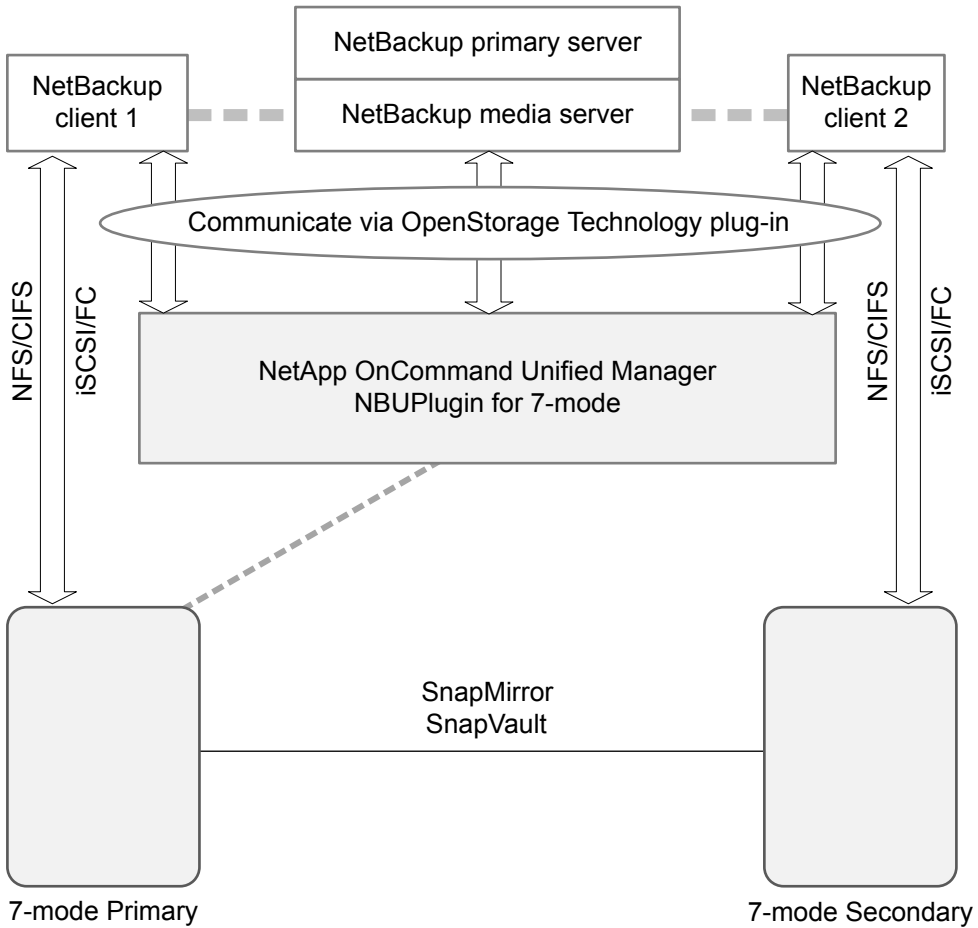 NetBackup primary server
NetBackup
client 1
NetBackup media server
NetBackup
client 2
Communicate via OpenStorage Technology plug-in
NFS/CIFS
iSCSI/FC
NFS/CIFS
iSCSI/FC
NetApp OnCommand Unified Manager
NBUPlugin for 7-mode
SnapMirror
SnapVault
7-mode Primary
7-mode Secondary